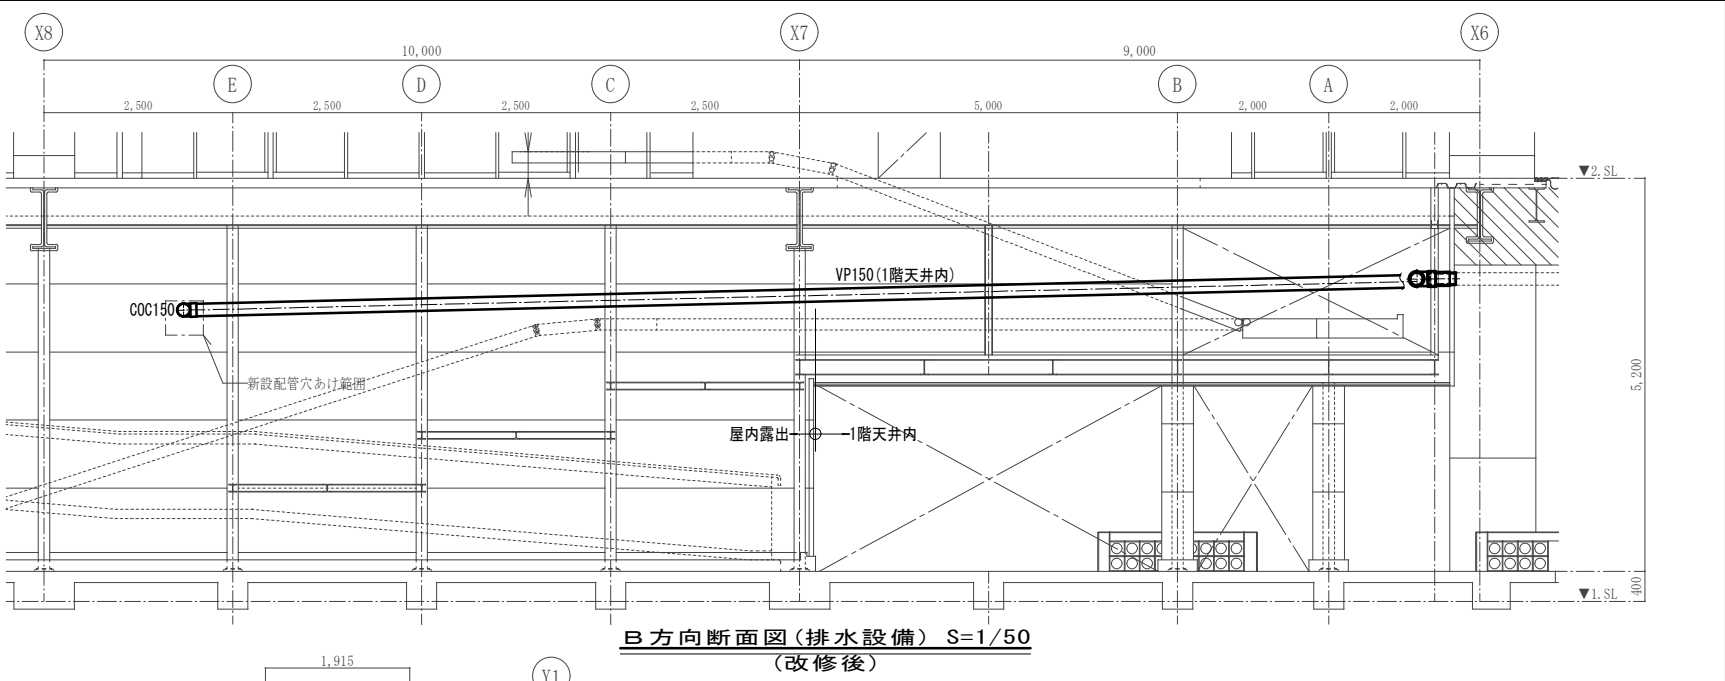 X8
X7
X6
10,000
9,000
E
D
C
B
A
2,500
2,500
2,500
2,500
5,000
2,000
2,000
▼2.SL
VP150(1階天井内)
COC150
新設配管穴あけ範囲
5,200
屋内露出
1階天井内
400
▼1.SL
B方向断面図(排水設備) S=1/50
(改修後)
1,915
Y1